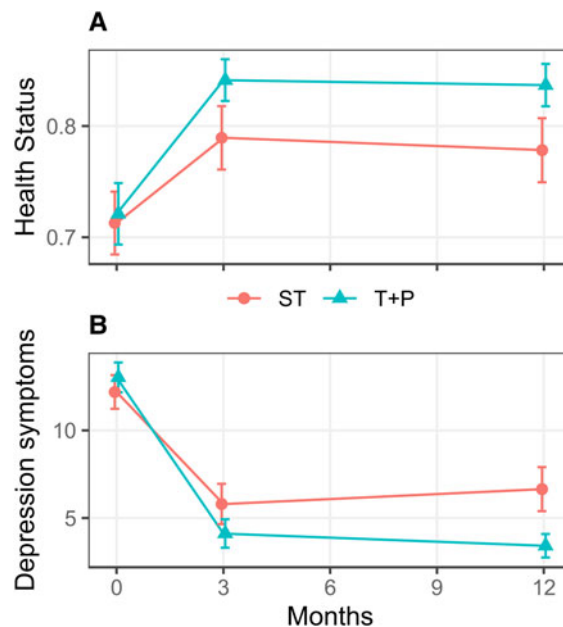 A
Health Status
0.8
0.7
ST T+P
B
Depression symptoms
10
5
0 3 6 9 12
Months